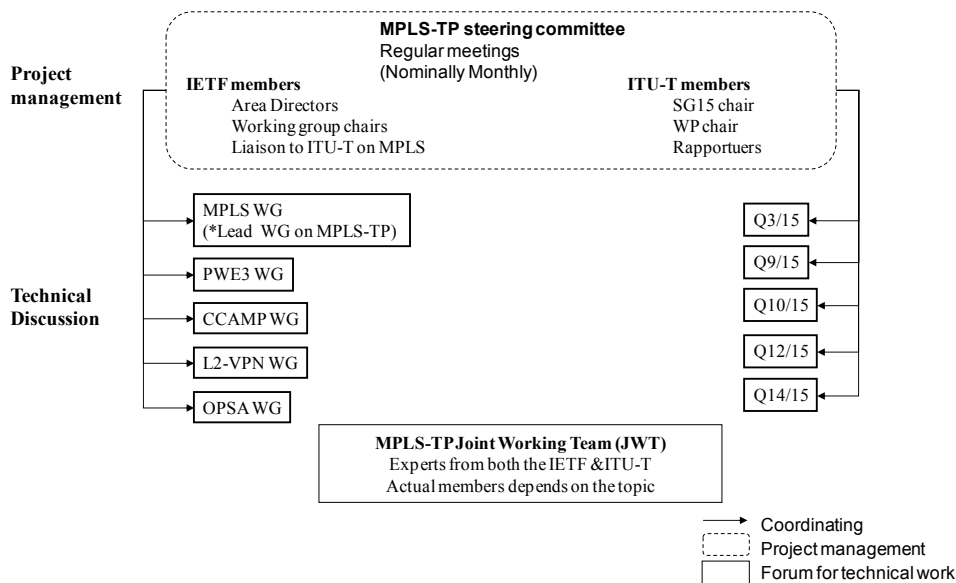 MPLS-TP steering committee
Regular meetings
(Nominally Monthly)
Project
management
IETF members
Area Directors
Working group chairs
Liaison to ITU-T on MPLS
ITU-T members
SG15 chair
WP chair
Rapportuers
Technical
Discussion
MPLS WG
(*Lead WG on MPLS-TP)
PWE3 WG
CCAMP WG
L2-VPN WG
OPSA WG
Q3/15
Q9/15
Q10/15
Q12/15
Q14/15
MPLS-TP Joint Working Team (JWT)
Experts from both the IETF & ITU-T
Actual members depends on the topic
Coordinating
Project management
Forum for technical work